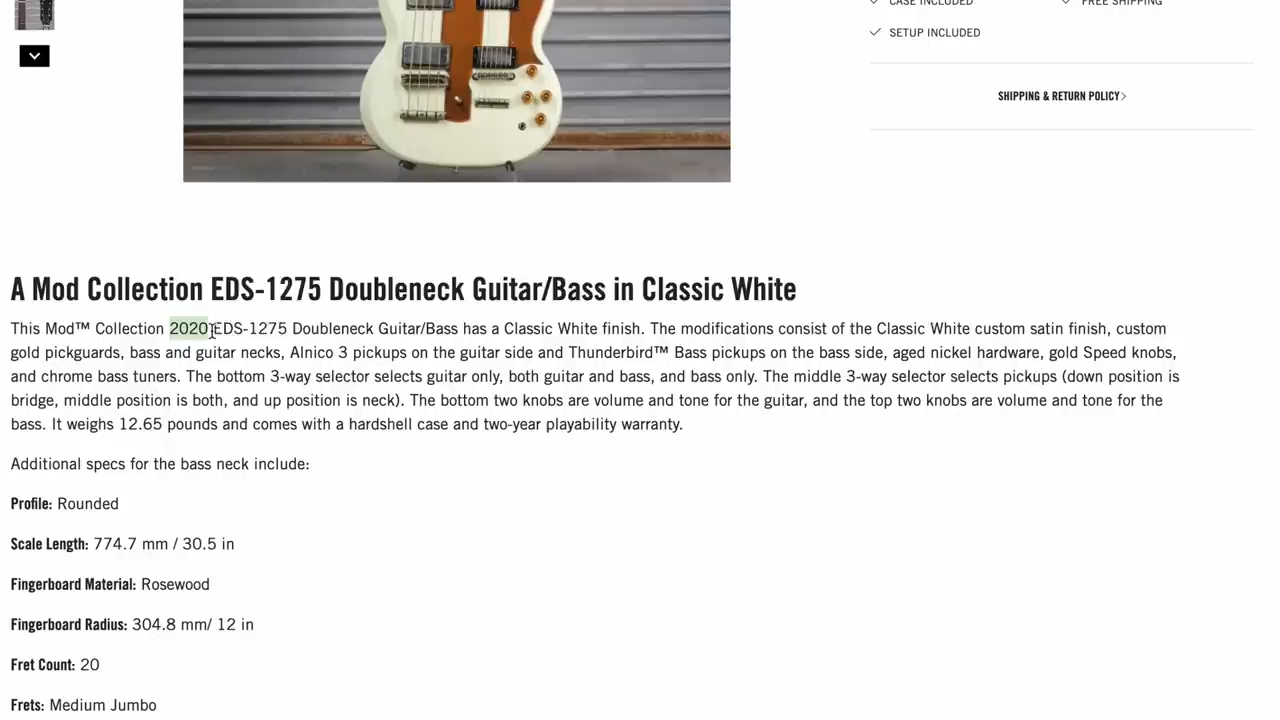 CASE INCLUDED
FREE SHIPPING
SETUP INCLUDED
SHIPPING & RETURN POLICY
A Mod Collection EDS-1275 Doubleneck Guitar/Bass in Classic White
This Mod™ Collection 2020 EDS-1275 Doubleneck Guitar/Bass has a Classic White finish. The modifications consist of the Classic White custom satin finish, custom
gold pickguards, bass and guitar necks, Alnico 3 pickups on the guitar side and Thunderbird™ Bass pickups on the bass side, aged nickel hardware, gold Speed knobs,
and chrome bass tuners. The bottom 3-way selector selects guitar only, both guitar and bass, and bass only. The middle 3-way selector selects pickups (down position is
bridge, middle position is both, and up position is neck). The bottom two knobs are volume and tone for the guitar, and the top two knobs are volume and tone for the
bass. It weighs 12.65 pounds and comes with a hardshell case and two-year playability warranty.
Additional specs for the bass neck include:
Profile: Rounded
Scale Length: 774.7 mm / 30.5 in
Fingerboard Material: Rosewood
Fingerboard Radius: 304.8 mm/ 12 in
Fret Count: 20
Frets: Medium Jumbo